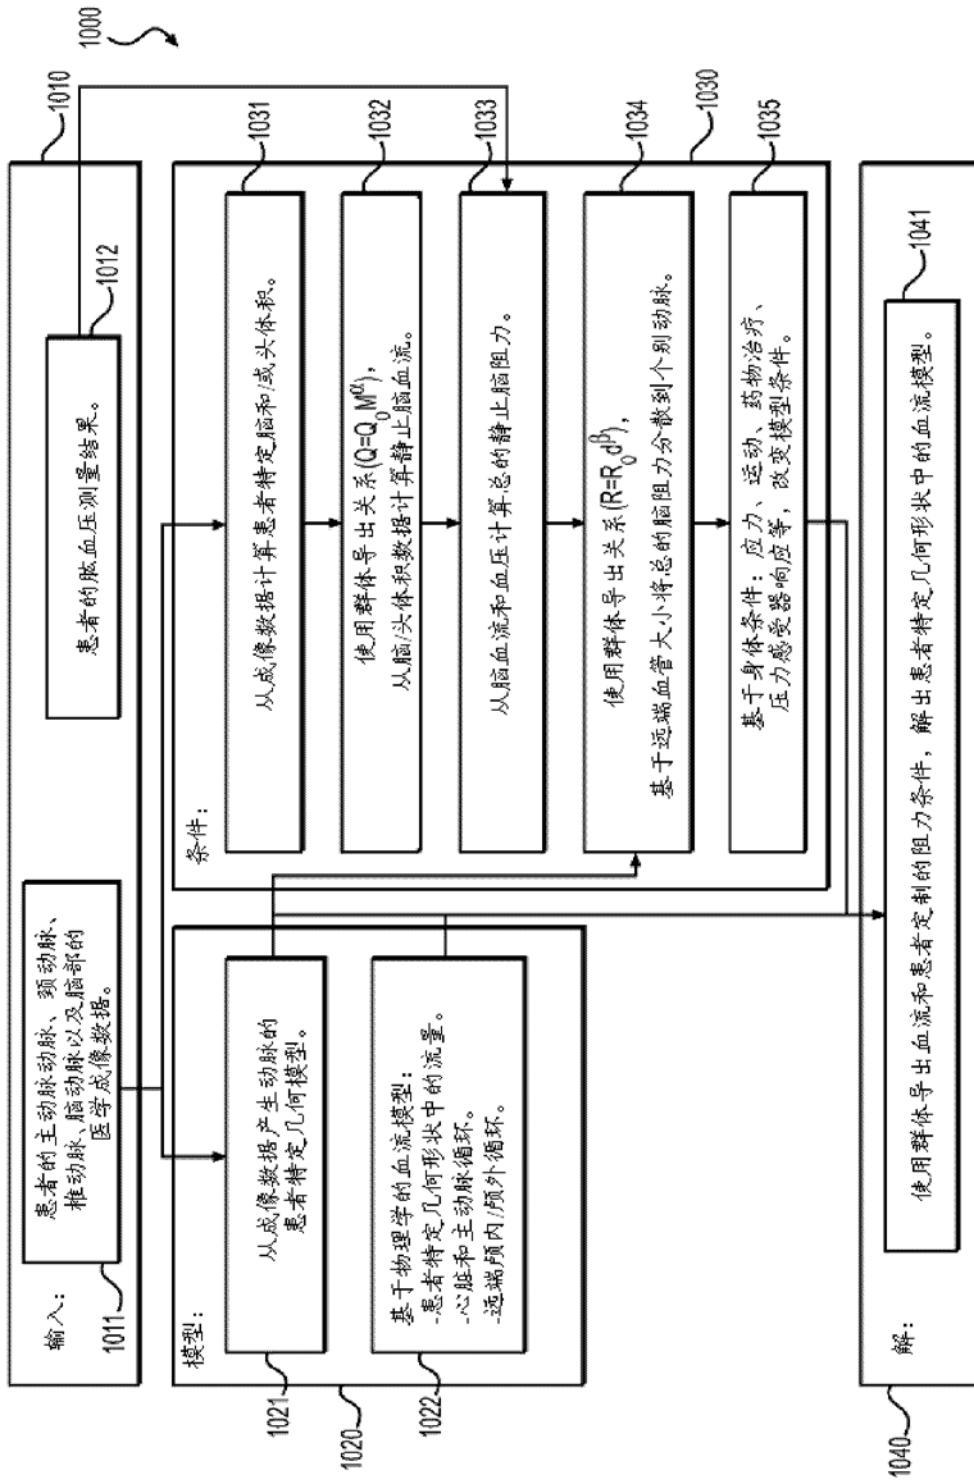 1000
1010
输入：
患者的主动脉动脉、颈动脉、
椎动脉、脑动脉以及脑部的
医学成像数据。
1011
患者的肱血压测量结果。
1012
模型：
从成像数据产生动脉的
患者特定几何模型。
1021
基于物理学的血流模型：
-患者特定几何形状中的流量。
-心脏和主动脉循环。
-远端颅内/颅外循环。
1022
1020
条件：
从成像数据计算患者特定脑和/或头体积。
1031
使用群体导出关系(Q=Q₀M^α)，
从脑/头体积数据计算静止脑血流。
1032
从脑血流和血压计算总的静止脑阻力。
1033
使用群体导出关系(R=R₀d^β)，
基于远端血管大小将总的脑阻力分散到个别动脉。
1034
基于身体条件：应力、运动、药物治疗、
压力感受器响应等，改变模型条件。
1035
1030
解：
使用群体导出血流和患者定制的阻力条件，解出患者特定几何形状中的血流模型。
1041
1040